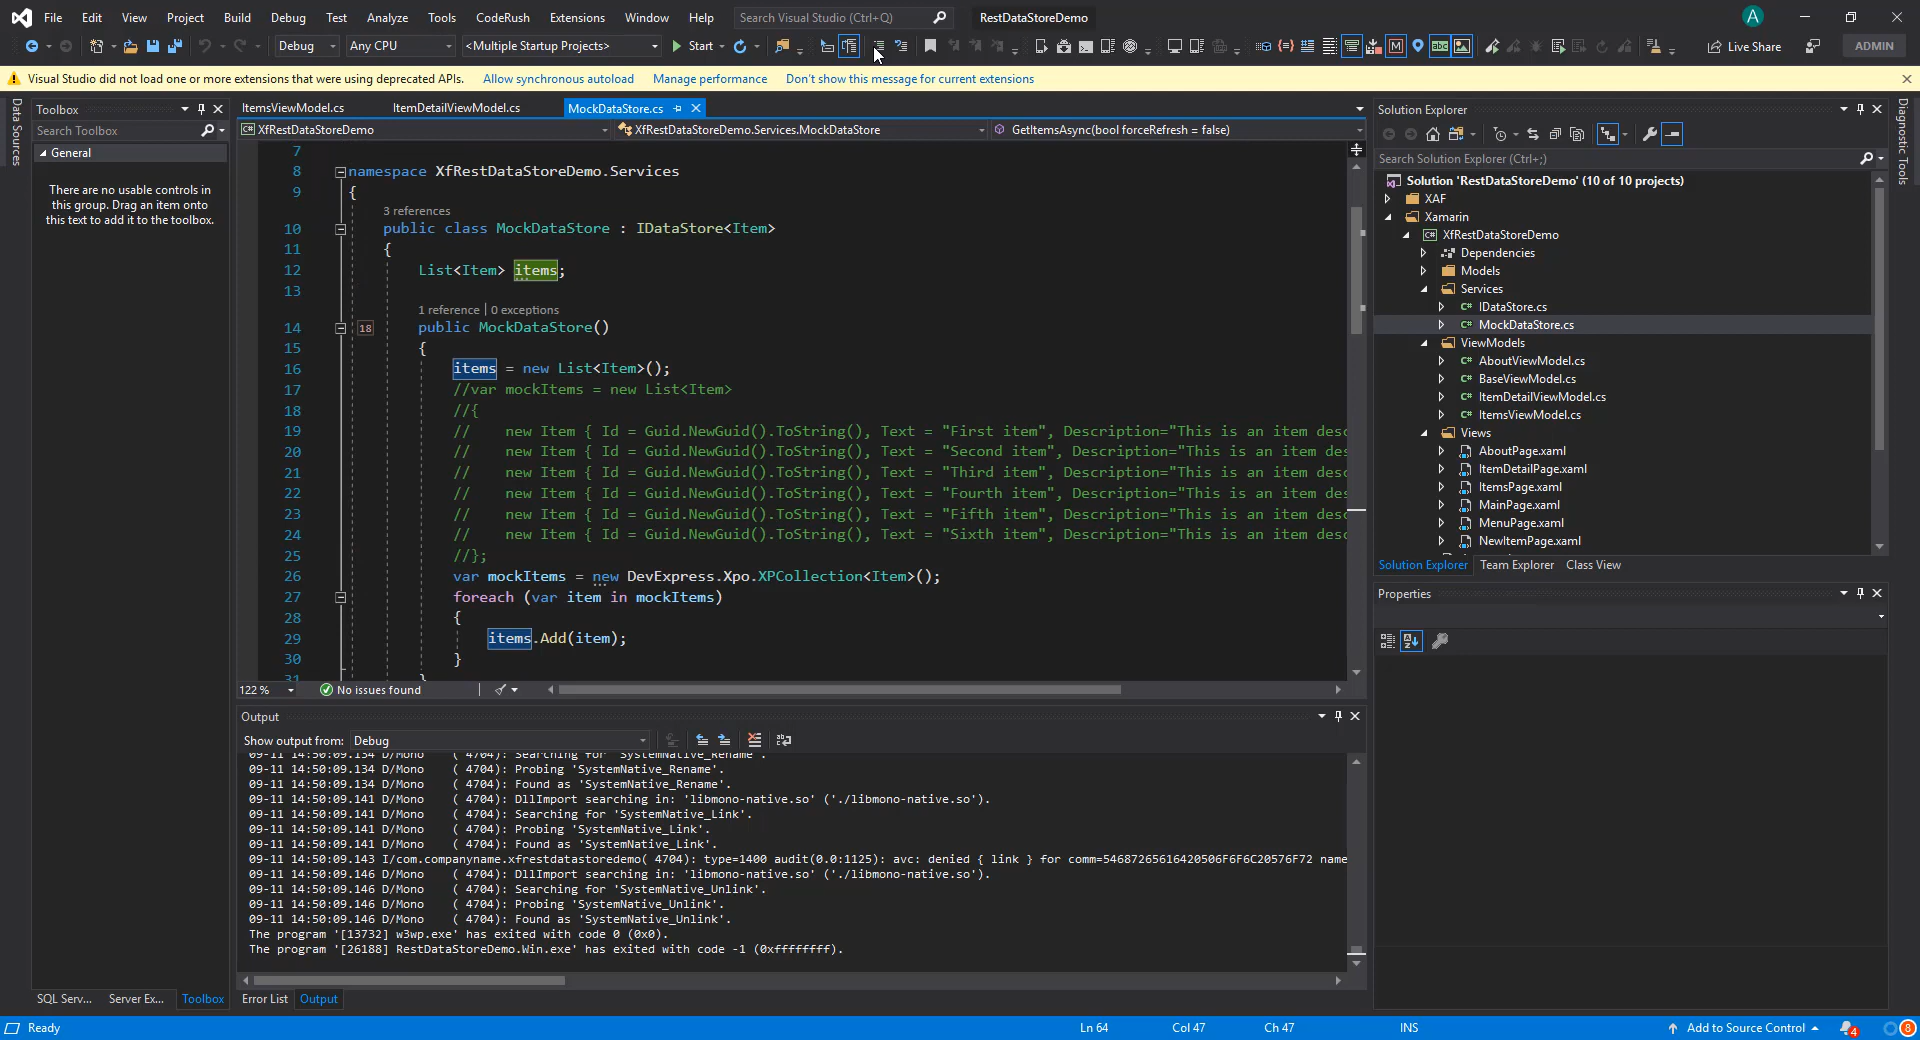 File Edit View Project Build Debug Test Analyze Tools CodeRush Extensions Window Help Search Visual Studio (Ctrl+Q) RestDataStoreDemo A
Debug Any CPU <Multiple Startup Projects> Start Live Share ADMIN
Visual Studio did not load one or more extensions that were using deprecated APIs. Allow synchronous autoload Manage performance Don't show this message for current extensions
Data Sources
Toolbox
Search Toolbox
General
There are no usable controls in
this group. Drag an item onto
this text to add it to the toolbox.
SQL Serv... Server Ex... Toolbox
ItemsViewModel.cs ItemDetailViewModel.cs MockDataStore.cs
XfRestDataStoreDemo XfRestDataStoreDemo.Services.MockDataStore GetItemsAsync(bool forceRefresh = false)
7
8 namespace XfRestDataStoreDemo.Services
9 {
3 references
10 public class MockDataStore : IDataStore<Item>
11 {
12 List<Item> items;
13
1 reference | 0 exceptions
14 18 public MockDataStore()
15 {
16 items = new List<Item>();
17 //var mockItems = new List<Item>
18 //{
19 // new Item { Id = Guid.NewGuid().ToString(), Text = "First item", Description="This is an item desc
20 // new Item { Id = Guid.NewGuid().ToString(), Text = "Second item", Description="This is an item des
21 // new Item { Id = Guid.NewGuid().ToString(), Text = "Third item", Description="This is an item desc
22 // new Item { Id = Guid.NewGuid().ToString(), Text = "Fourth item", Description="This is an item des
23 // new Item { Id = Guid.NewGuid().ToString(), Text = "Fifth item", Description="This is an item desc
24 // new Item { Id = Guid.NewGuid().ToString(), Text = "Sixth item", Description="This is an item desc
25 //};
26 var mockItems = new DevExpress.Xpo.XPCollection<Item>();
27 foreach (var item in mockItems)
28 {
29 items.Add(item);
30 }
31 }
122 % No issues found
Output
Show output from: Debug
09-11 14:50:09.134 D/Mono ( 4704): Searching for 'SystemNative_Rename'.
09-11 14:50:09.134 D/Mono ( 4704): Probing 'SystemNative_Rename'.
09-11 14:50:09.134 D/Mono ( 4704): Found as 'SystemNative_Rename'.
09-11 14:50:09.141 D/Mono ( 4704): DllImport searching in: 'libmono-native.so' ('./libmono-native.so').
09-11 14:50:09.141 D/Mono ( 4704): Searching for 'SystemNative_Link'.
09-11 14:50:09.141 D/Mono ( 4704): Probing 'SystemNative_Link'.
09-11 14:50:09.141 D/Mono ( 4704): Found as 'SystemNative_Link'.
09-11 14:50:09.143 I/com.companyname.xfrestdatastoredemo( 4704): type=1400 audit(0.0:1125): avc: denied { link } for comm=54687265616420506F6F6C20576F72 name
09-11 14:50:09.146 D/Mono ( 4704): DllImport searching in: 'libmono-native.so' ('./libmono-native.so').
09-11 14:50:09.146 D/Mono ( 4704): Searching for 'SystemNative_Unlink'.
09-11 14:50:09.146 D/Mono ( 4704): Probing 'SystemNative_Unlink'.
09-11 14:50:09.146 D/Mono ( 4704): Found as 'SystemNative_Unlink'.
The program '[13732] w3wp.exe' has exited with code 0 (0x0).
The program '[26188] RestDataStoreDemo.Win.exe' has exited with code -1 (0xffffffff).
Error List Output
Solution Explorer
Search Solution Explorer (Ctrl+;)
Solution 'RestDataStoreDemo' (10 of 10 projects)
XAF
Xamarin
XfRestDataStoreDemo
Dependencies
Models
Services
IDataStore.cs
MockDataStore.cs
ViewModels
AboutViewModel.cs
BaseViewModel.cs
ItemDetailViewModel.cs
ItemsViewModel.cs
Views
AboutPage.xaml
ItemDetailPage.xaml
ItemsPage.xaml
MainPage.xaml
MenuPage.xaml
NewItemPage.xaml
Solution Explorer Team Explorer Class View
Properties
Diagnostic Tools
Ready Ln 64 Col 47 Ch 47 INS Add to Source Control 4 8